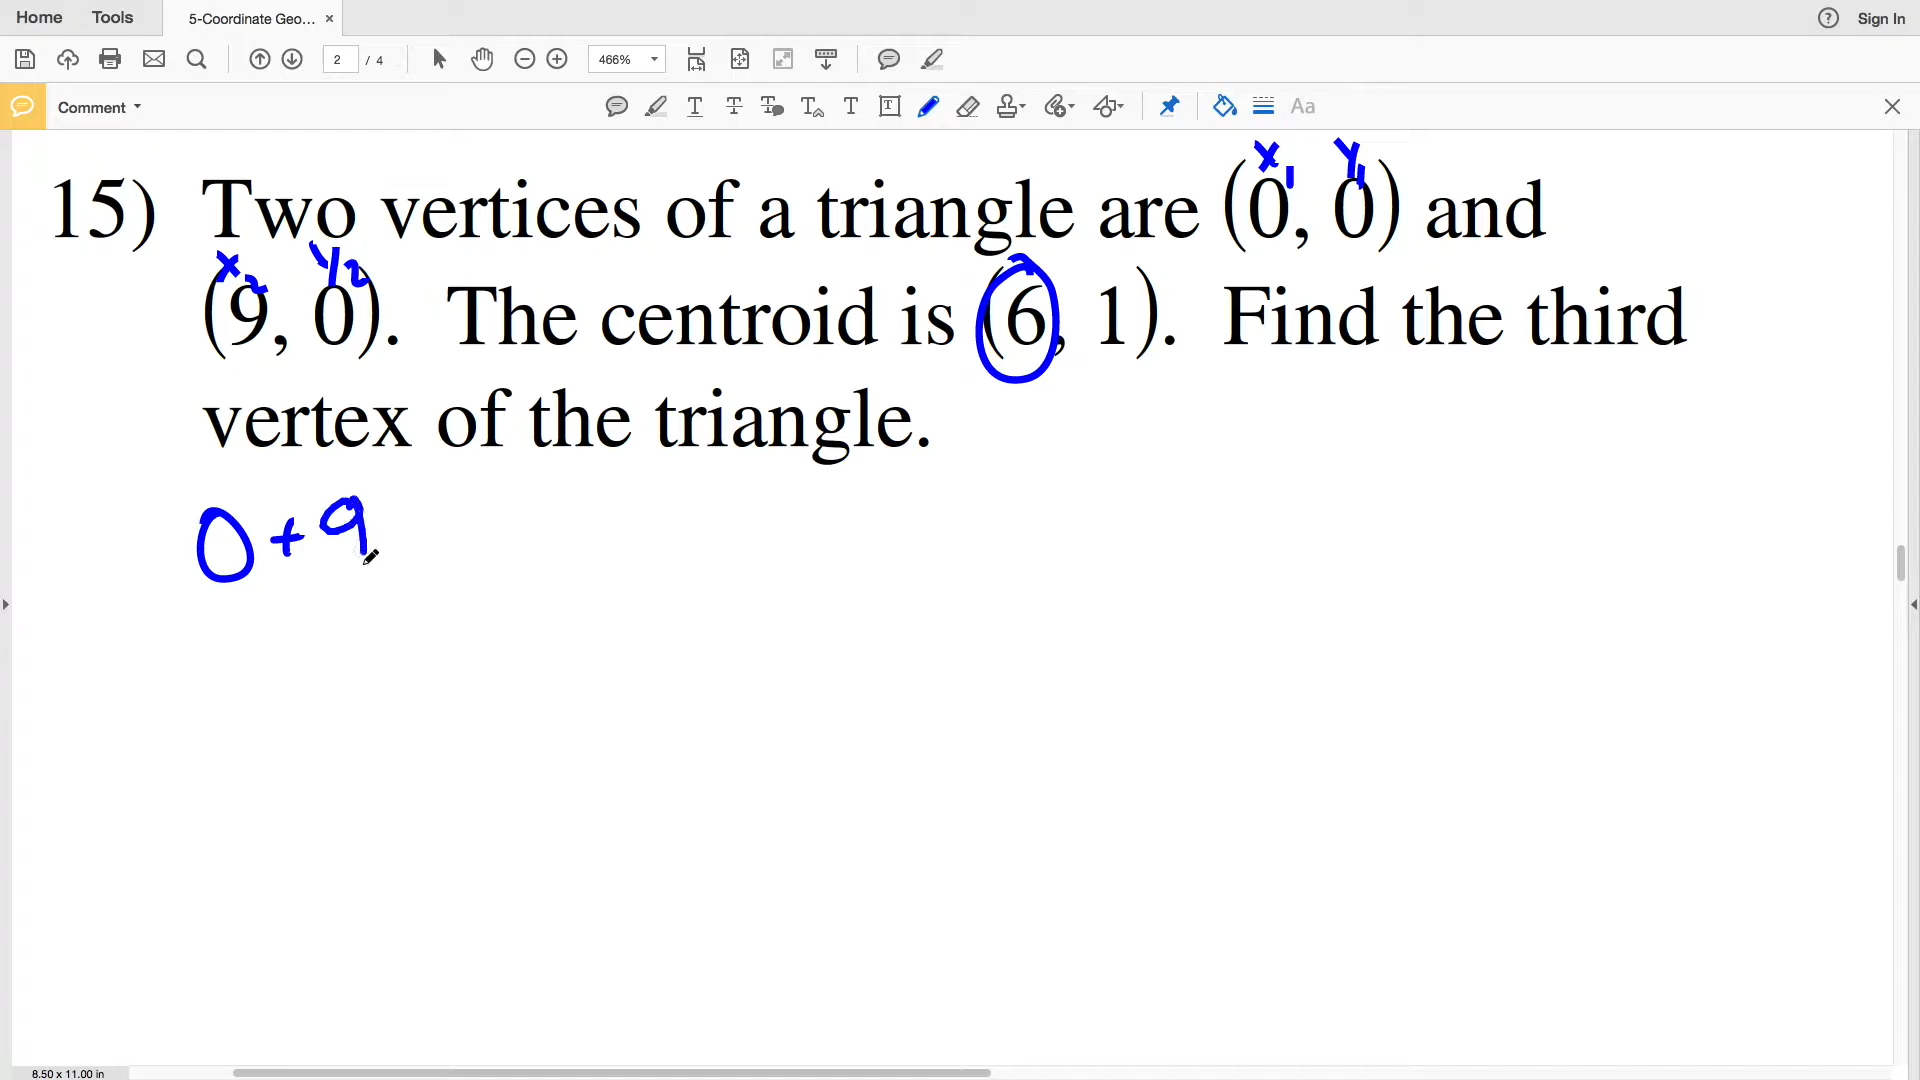 Home Tools 5-Coordinate Geo... × Sign In
2 / 4 466%
Comment Aa
x₁ y₁
15) Two vertices of a triangle are (0, 0) and
x₂ y₂
(9, 0). The centroid is (6, 1). Find the third
vertex of the triangle.
0 + 9
8.50 x 11.00 in